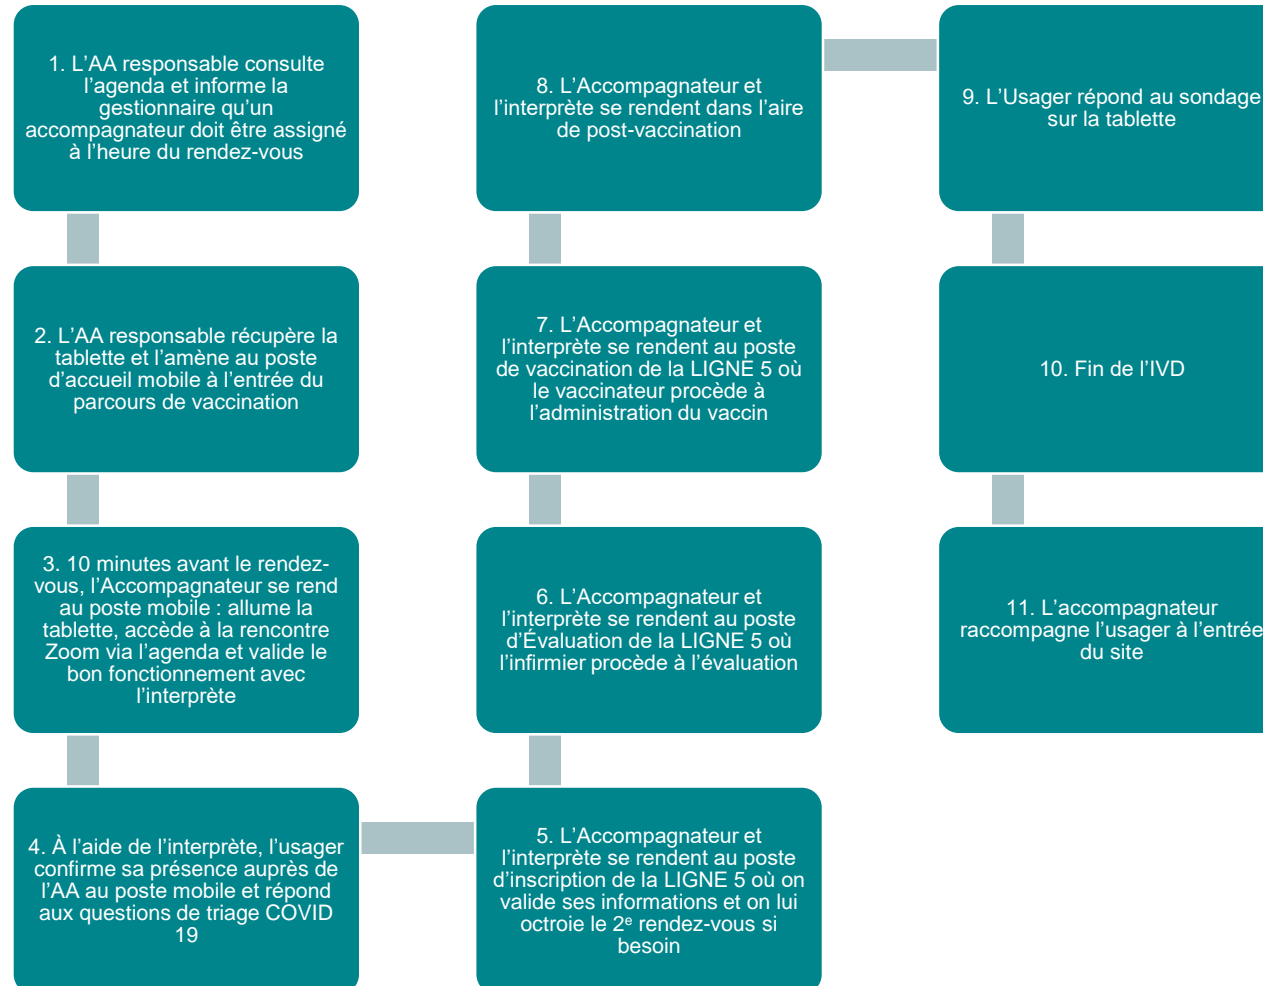 1. L’AA responsable consulte
l’agenda et informe la
gestionnaire qu’un
accompagnateur doit être assigné
à l’heure du rendez-vous
2. L’AA responsable récupère la
tablette et l’amène au poste
d’accueil mobile à l’entrée du
parcours de vaccination
3. 10 minutes avant le rendez-
vous, l’Accompagnateur se rend
au poste mobile : allume la
tablette, accède à la rencontre
Zoom via l’agenda et valide le
bon fonctionnement avec
l’interprète
4. À l’aide de l’interprète, l’usager
confirme sa présence auprès de
l’AA au poste mobile et répond
aux questions de triage COVID
19
5. L’Accompagnateur et
l’interprète se rendent au poste
d’inscription de la LIGNE 5 où on
valide ses informations et on lui
octroie le 2ᵉ rendez-vous si
besoin
6. L’Accompagnateur et
l’interprète se rendent au poste
d’Évaluation de la LIGNE 5 où
l’infirmier procède à l’évaluation
7. L’Accompagnateur et
l’interprète se rendent au poste
de vaccination de la LIGNE 5 où
le vaccinateur procède à
l’administration du vaccin
8. L’Accompagnateur et
l’interprète se rendent dans l’aire
de post-vaccination
9. L’Usager répond au sondage
sur la tablette
10. Fin de l’IVD
11. L’accompagnateur
raccompagne l’usager à l’entrée
du site